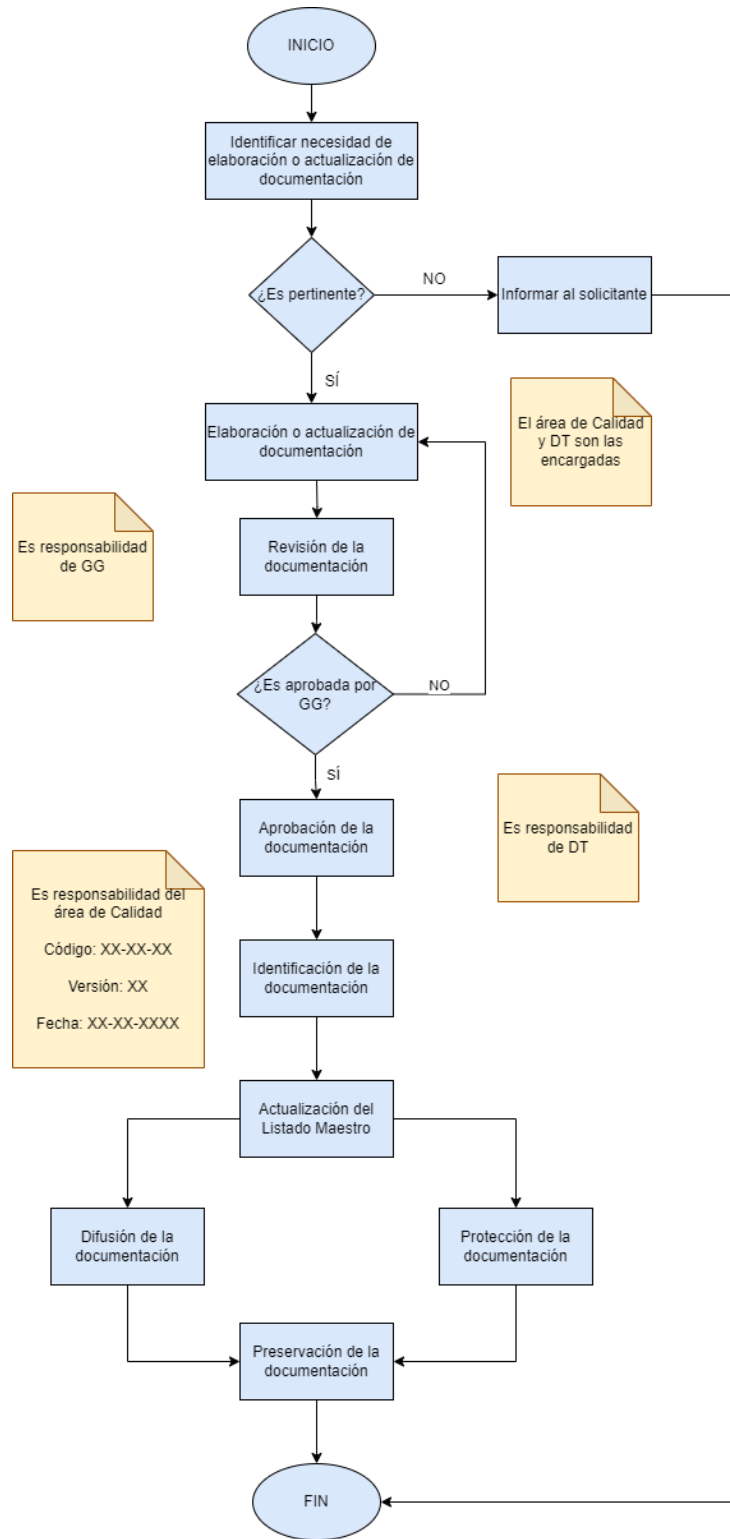 INICIO
Identificar necesidad de
elaboración o actualización de
documentación
¿Es pertinente?
NO
Informar al solicitante
SÍ
Elaboración o actualización de
documentación
El área de Calidad
y DT son las
encargadas
Es responsabilidad
de GG
Revisión de la
documentación
¿Es aprobada por
GG?
NO
SÍ
Aprobación de la
documentación
Es responsabilidad
de DT
Es responsabilidad del
área de Calidad
Código: XX-XX-XX
Versión: XX
Fecha: XX-XX-XXXX
Identificación de la
documentación
Actualización del
Listado Maestro
Difusión de la
documentación
Protección de la
documentación
Preservación de la
documentación
FIN